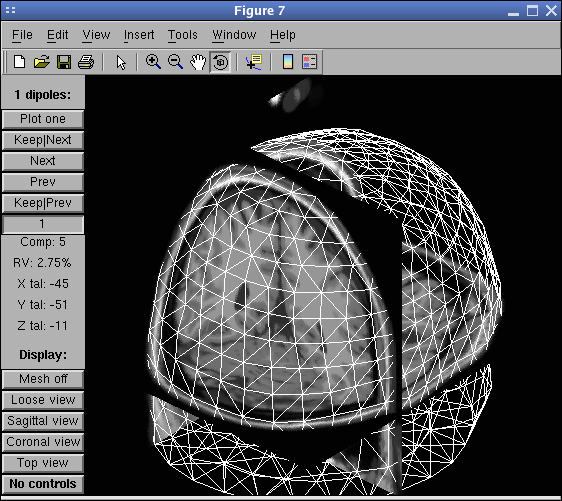 Figure 7
File Edit View Insert Tools Window Help
1 dipoles:
Plot one
Keep|Next
Next
Prev
Keep|Prev
1
Comp: 5
RV: 2.75%
X tal: -45
Y tal: -51
Z tal: -11
Display:
Mesh off
Loose view
Sagittal view
Coronal view
Top view
No controls